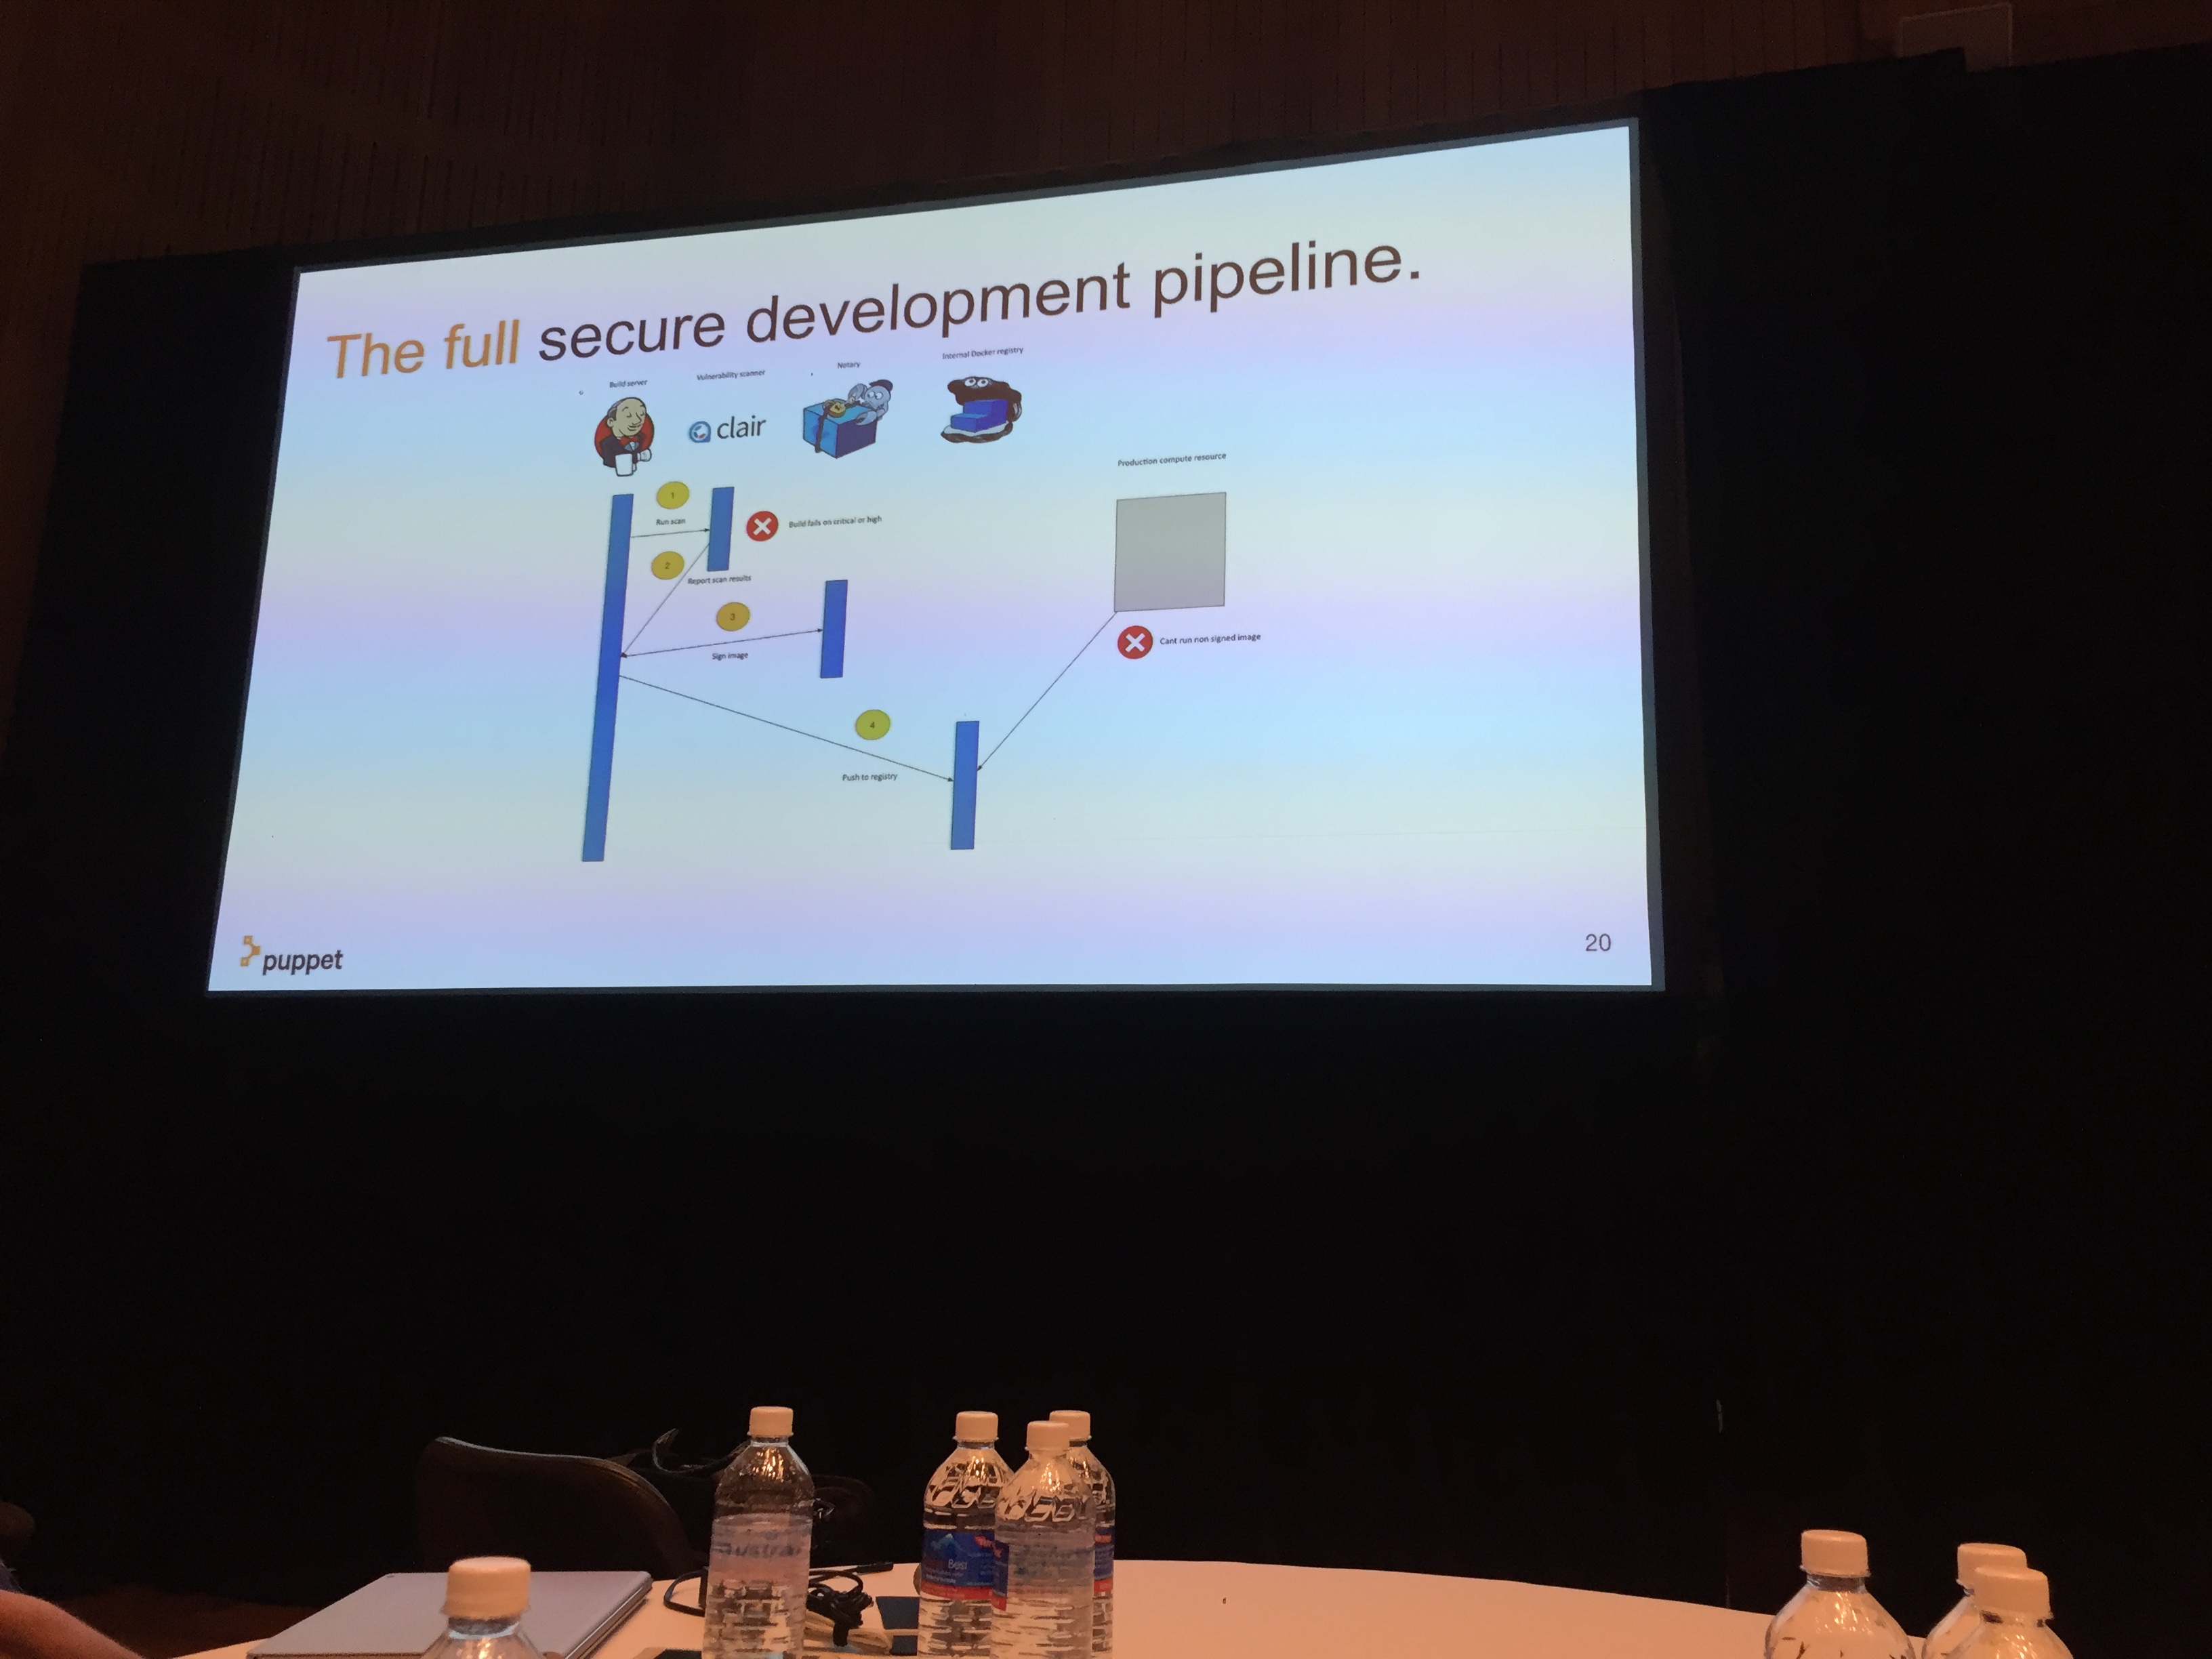 The full secure development pipeline.
Build server
Vulnerability scanner
Notary
Internal Docker registry
clair
Production compute resource
1
Run scan
Build fails on critical or high
2
Report scan results
3
Sign image
Cant run non signed image
4
Push to registry
puppet
20